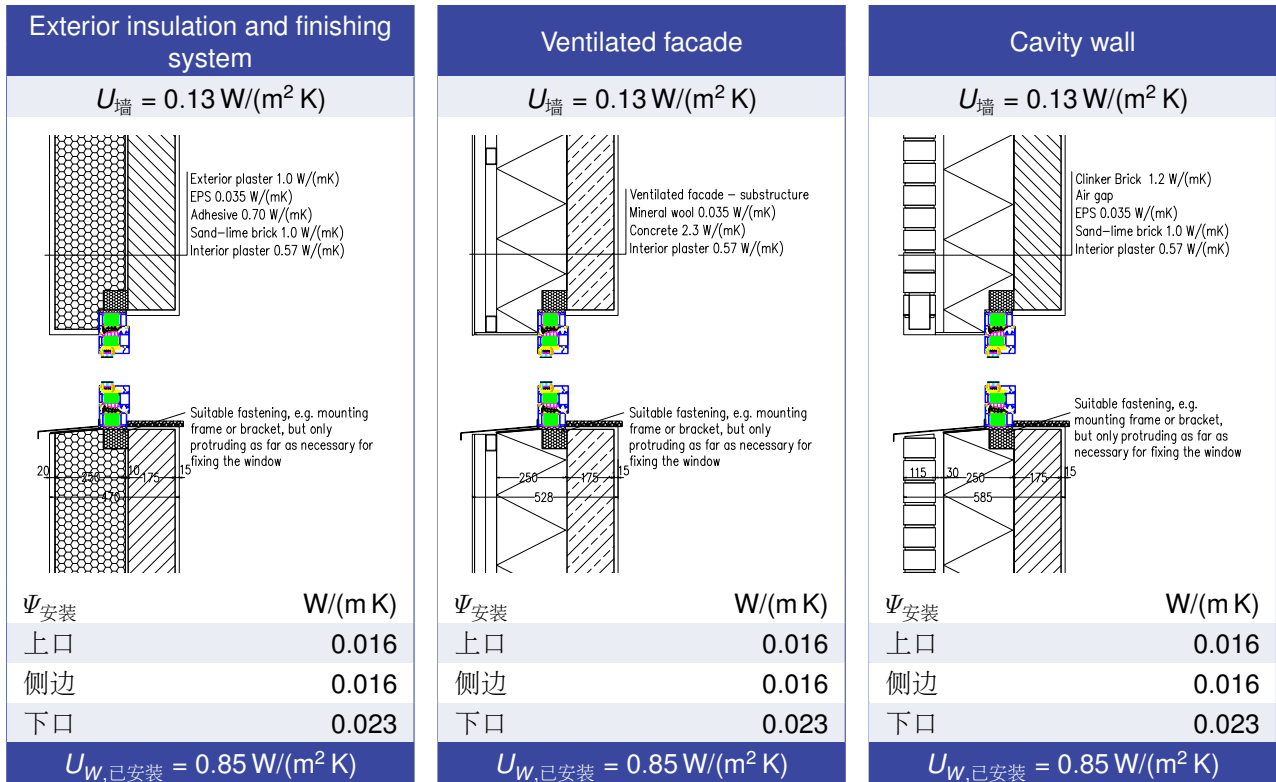 Exterior insulation and finishing
system
U墙 = 0.13 W/(m² K)
Exterior plaster 1.0 W/(mK)
EPS 0.035 W/(mK)
Adhesive 0.70 W/(mK)
Sand-lime brick 1.0 W/(mK)
Interior plaster 0.57 W/(mK)
Suitable fastening, e.g. mounting
frame or bracket, but only
protruding as far as necessary for
fixing the window
20 250 10 175 15
470
Ψ安装 W/(m K)
上口 0.016
侧边 0.016
下口 0.023
UW,已安装 = 0.85 W/(m² K)
Ventilated facade
U墙 = 0.13 W/(m² K)
Ventilated facade – substructure
Mineral wool 0.035 W/(mK)
Concrete 2.3 W/(mK)
Interior plaster 0.57 W/(mK)
Suitable fastening, e.g. mounting
frame or bracket, but only
protruding as far as necessary for
fixing the window
250 175 15
528
Ψ安装 W/(m K)
上口 0.016
侧边 0.016
下口 0.023
UW,已安装 = 0.85 W/(m² K)
Cavity wall
U墙 = 0.13 W/(m² K)
Clinker Brick 1.2 W/(mK)
Air gap
EPS 0.035 W/(mK)
Sand-lime brick 1.0 W/(mK)
Interior plaster 0.57 W/(mK)
Suitable fastening, e.g.
mounting frame or bracket,
but only protruding as far as
necessary for fixing the window
115 30 250 175 15
585
Ψ安装 W/(m K)
上口 0.016
侧边 0.016
下口 0.023
UW,已安装 = 0.85 W/(m² K)